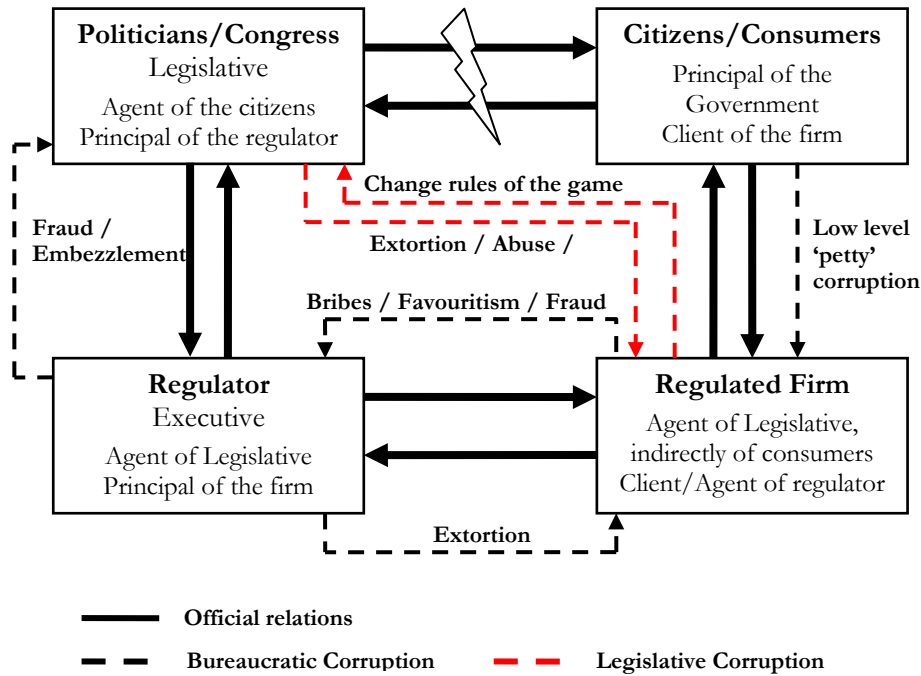 Politicians/Congress
Legislative
Agent of the citizens
Principal of the regulator
Citizens/Consumers
Principal of the
Government
Client of the firm
Change rules of the game
Fraud /
Embezzlement
Extortion / Abuse /
Low level
‘petty’
corruption
Bribes / Favouritism / Fraud
Regulator
Executive
Agent of Legislative
Principal of the firm
Regulated Firm
Agent of Legislative,
indirectly of consumers
Client/Agent of regulator
Extortion
Official relations
Bureaucratic Corruption
Legislative Corruption